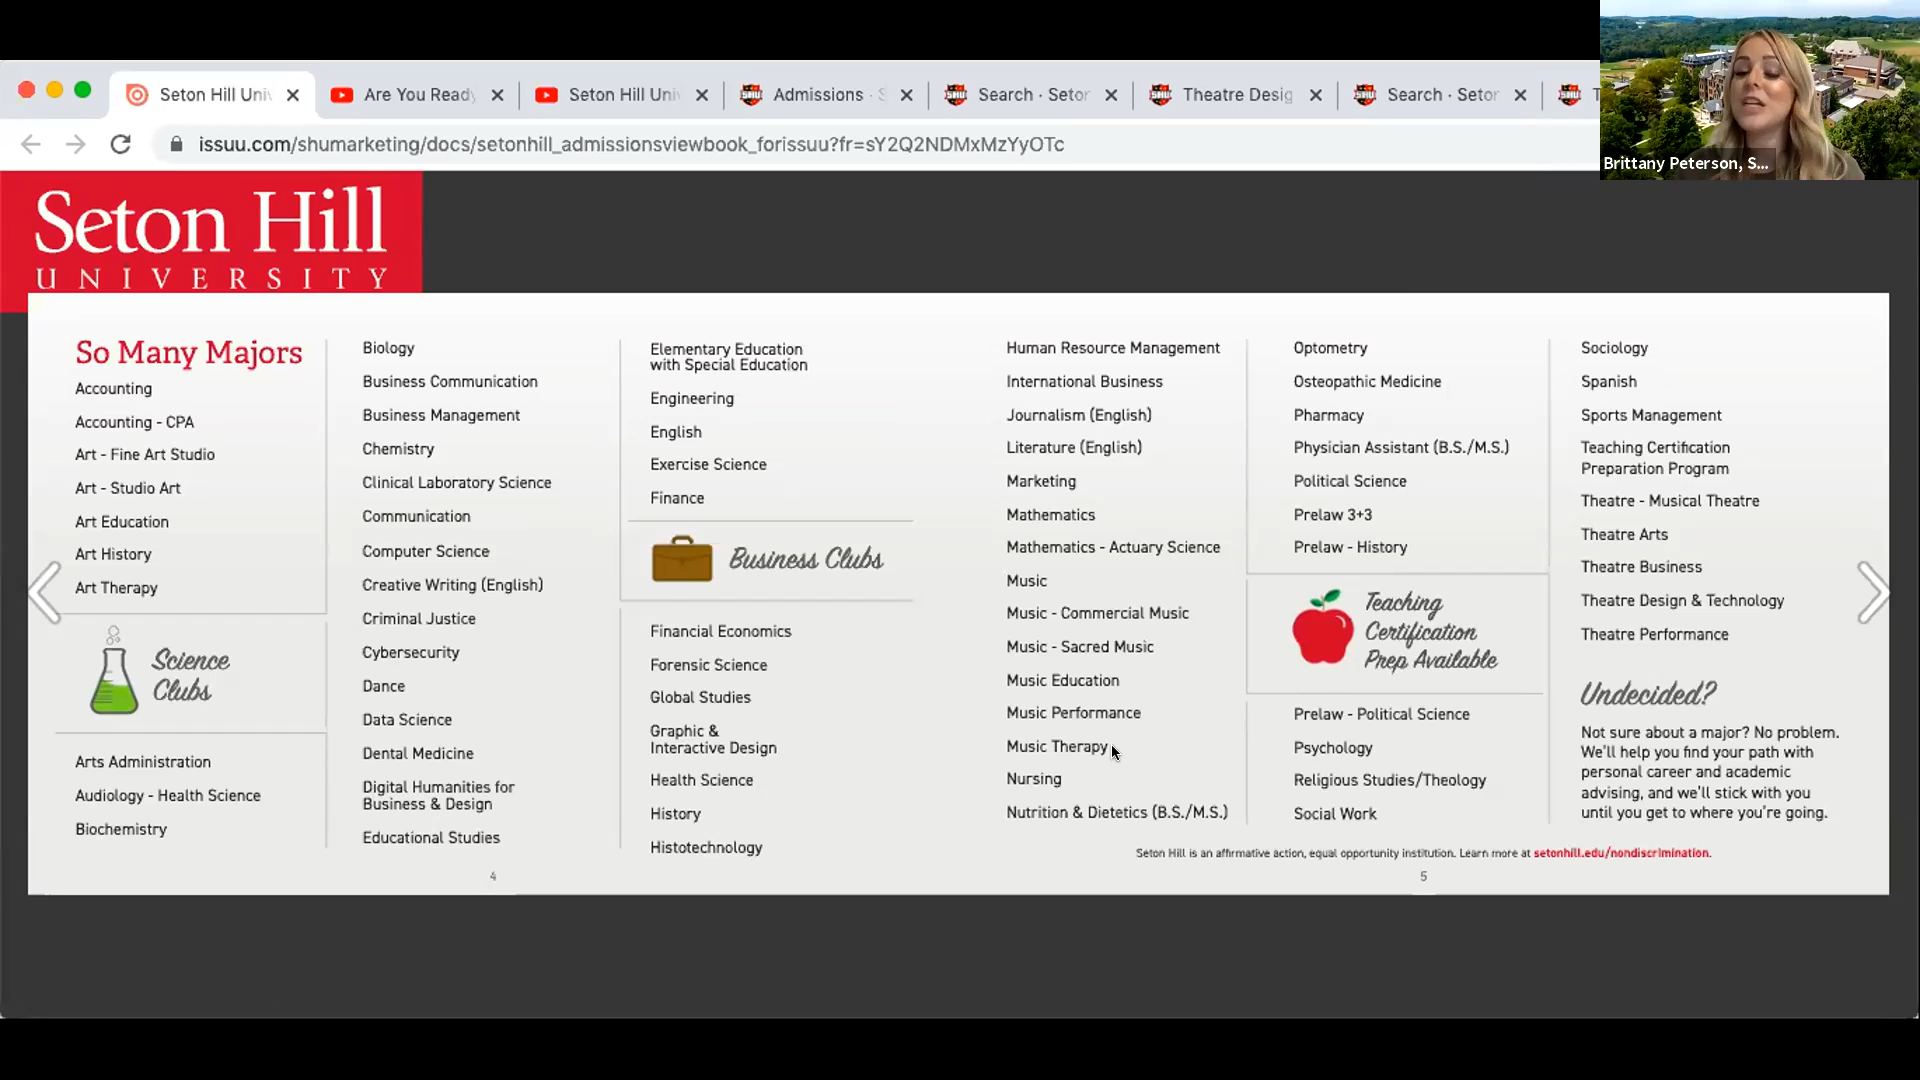 Seton Hill Uni
Are You Ready
Seton Hill Uni
Admissions · S
Search · Seton
Theatre Desig
Search · Seton
T
issuu.com/shumarketing/docs/setonhill_admissionsviewbook_forissuu?fr=sY2Q2NDMxMzYyOTc
Brittany Peterson, S...
Seton Hill
UNIVERSITY
So Many Majors
Accounting
Accounting - CPA
Art - Fine Art Studio
Art - Studio Art
Art Education
Art History
Art Therapy
Science
Clubs
Arts Administration
Audiology - Health Science
Biochemistry
Biology
Business Communication
Business Management
Chemistry
Clinical Laboratory Science
Communication
Computer Science
Creative Writing (English)
Criminal Justice
Cybersecurity
Dance
Data Science
Dental Medicine
Digital Humanities for
Business & Design
Educational Studies
4
Elementary Education
with Special Education
Engineering
English
Exercise Science
Finance
Business Clubs
Financial Economics
Forensic Science
Global Studies
Graphic &
Interactive Design
Health Science
History
Histotechnology
Human Resource Management
International Business
Journalism (English)
Literature (English)
Marketing
Mathematics
Mathematics - Actuary Science
Music
Music - Commercial Music
Music - Sacred Music
Music Education
Music Performance
Music Therapy
Nursing
Nutrition & Dietetics (B.S./M.S.)
Optometry
Osteopathic Medicine
Pharmacy
Physician Assistant (B.S./M.S.)
Political Science
Prelaw 3+3
Prelaw - History
Teaching
Certification
Prep Available
Prelaw - Political Science
Psychology
Religious Studies/Theology
Social Work
Sociology
Spanish
Sports Management
Teaching Certification
Preparation Program
Theatre - Musical Theatre
Theatre Arts
Theatre Business
Theatre Design & Technology
Theatre Performance
Undecided?
Not sure about a major? No problem.
We'll help you find your path with
personal career and academic
advising, and we'll stick with you
until you get to where you're going.
Seton Hill is an affirmative action, equal opportunity institution. Learn more at setonhill.edu/nondiscrimination.
5